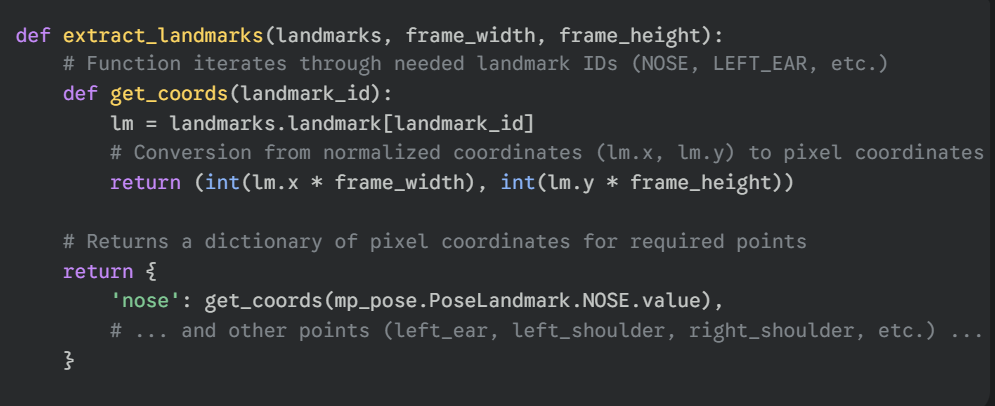 def extract_landmarks(landmarks, frame_width, frame_height):
    # Function iterates through needed landmark IDs (NOSE, LEFT_EAR, etc.)
    def get_coords(landmark_id):
        lm = landmarks.landmark[landmark_id]
        # Conversion from normalized coordinates (lm.x, lm.y) to pixel coordinates
        return (int(lm.x * frame_width), int(lm.y * frame_height))

    # Returns a dictionary of pixel coordinates for required points
    return {
        'nose': get_coords(mp_pose.PoseLandmark.NOSE.value),
        # ... and other points (left_ear, left_shoulder, right_shoulder, etc.) ...
    }